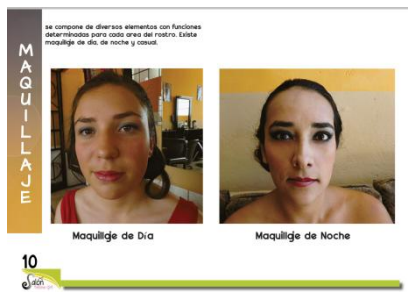 MAQUILLAJE
se compone de diversos elementos con funciones
determinadas para cada area del rostro. Existe
maquillaje de día, de noche y casual.
Maquillaje de Día
Maquillaje de Noche
10
Salón